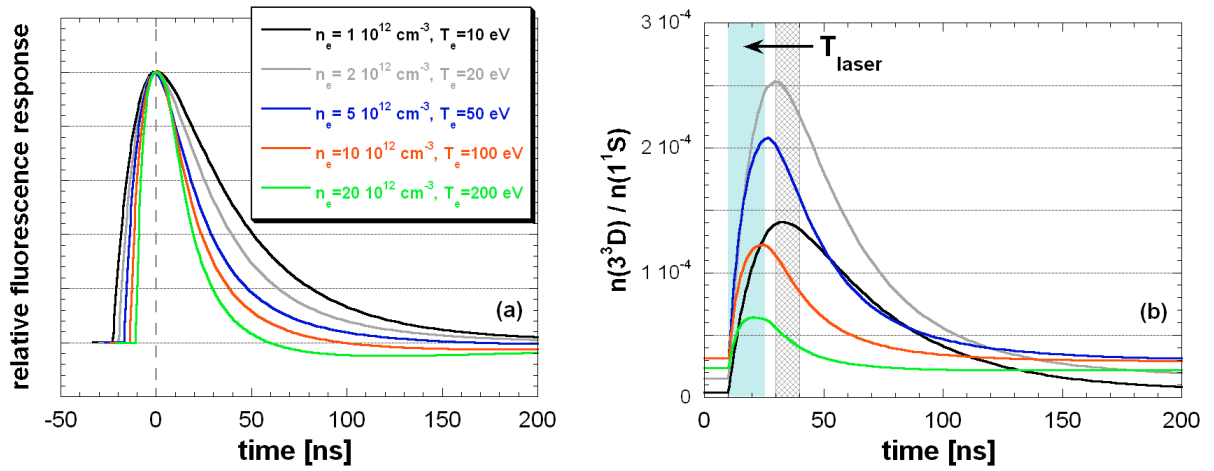 relative fluorescence response
n_e= 1 10^12 cm^-3, T_e=10 eV
n_e= 2 10^12 cm^-3, T_e=20 eV
n_e= 5 10^12 cm^-3, T_e=50 eV
n_e=10 10^12 cm^-3, T_e=100 eV
n_e=20 10^12 cm^-3, T_e=200 eV
(a)
-50 0 50 100 150 200
time [ns]
n(3^3D) / n(1^1S)
3 10^-4
2 10^-4
1 10^-4
0
T_laser
(b)
0 50 100 150 200
time [ns]